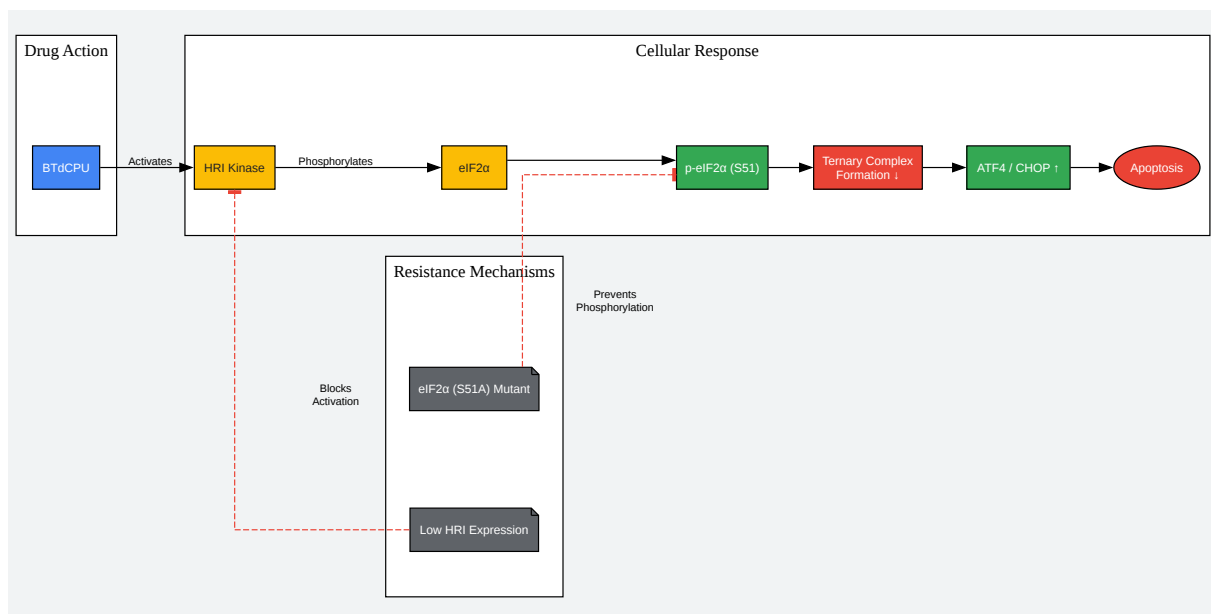 Drug Action
Cellular Response
BTdCPU
Activates
HRI Kinase
Phosphorylates
eIF2α
p-eIF2α (S51)
Ternary Complex
Formation ↓
ATF4 / CHOP ↑
Apoptosis
Resistance Mechanisms
Prevents
Phosphorylation
eIF2α (S51A) Mutant
Blocks
Activation
Low HRI Expression